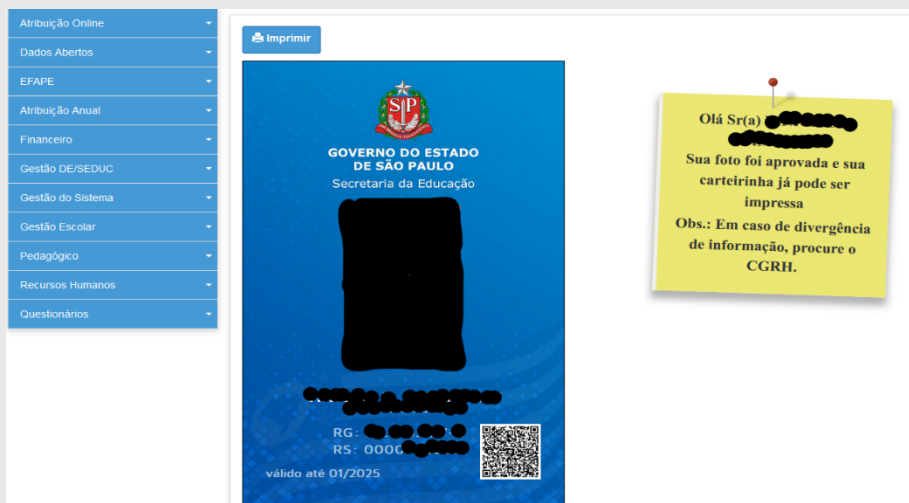 Atribuição Online
Dados Abertos
EFAPE
Atribuição Anual
Financeiro
Gestão DE/SEDUC
Gestão do Sistema
Gestão Escolar
Pedagógico
Recursos Humanos
Questionários
Imprimir
SP
GOVERNO DO ESTADO
DE SÃO PAULO
Secretaria da Educação
RG:
RS: 0000
válido até 01/2025
Olá Sr(a)
Sua foto foi aprovada e sua
carteirinha já pode ser
impressa
Obs.: Em caso de divergência
de informação, procure o
CGRH.